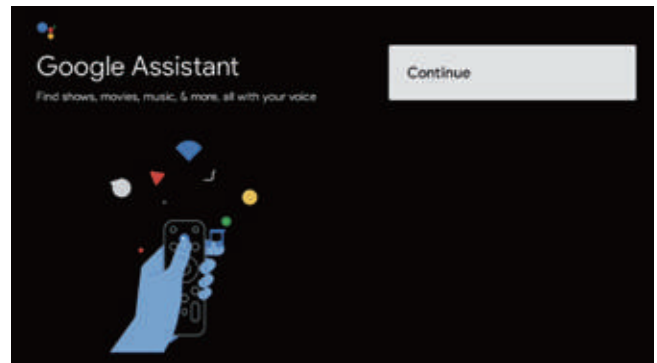 Google Assistant
Find shows, movies, music, & more, all with your voice
Continue